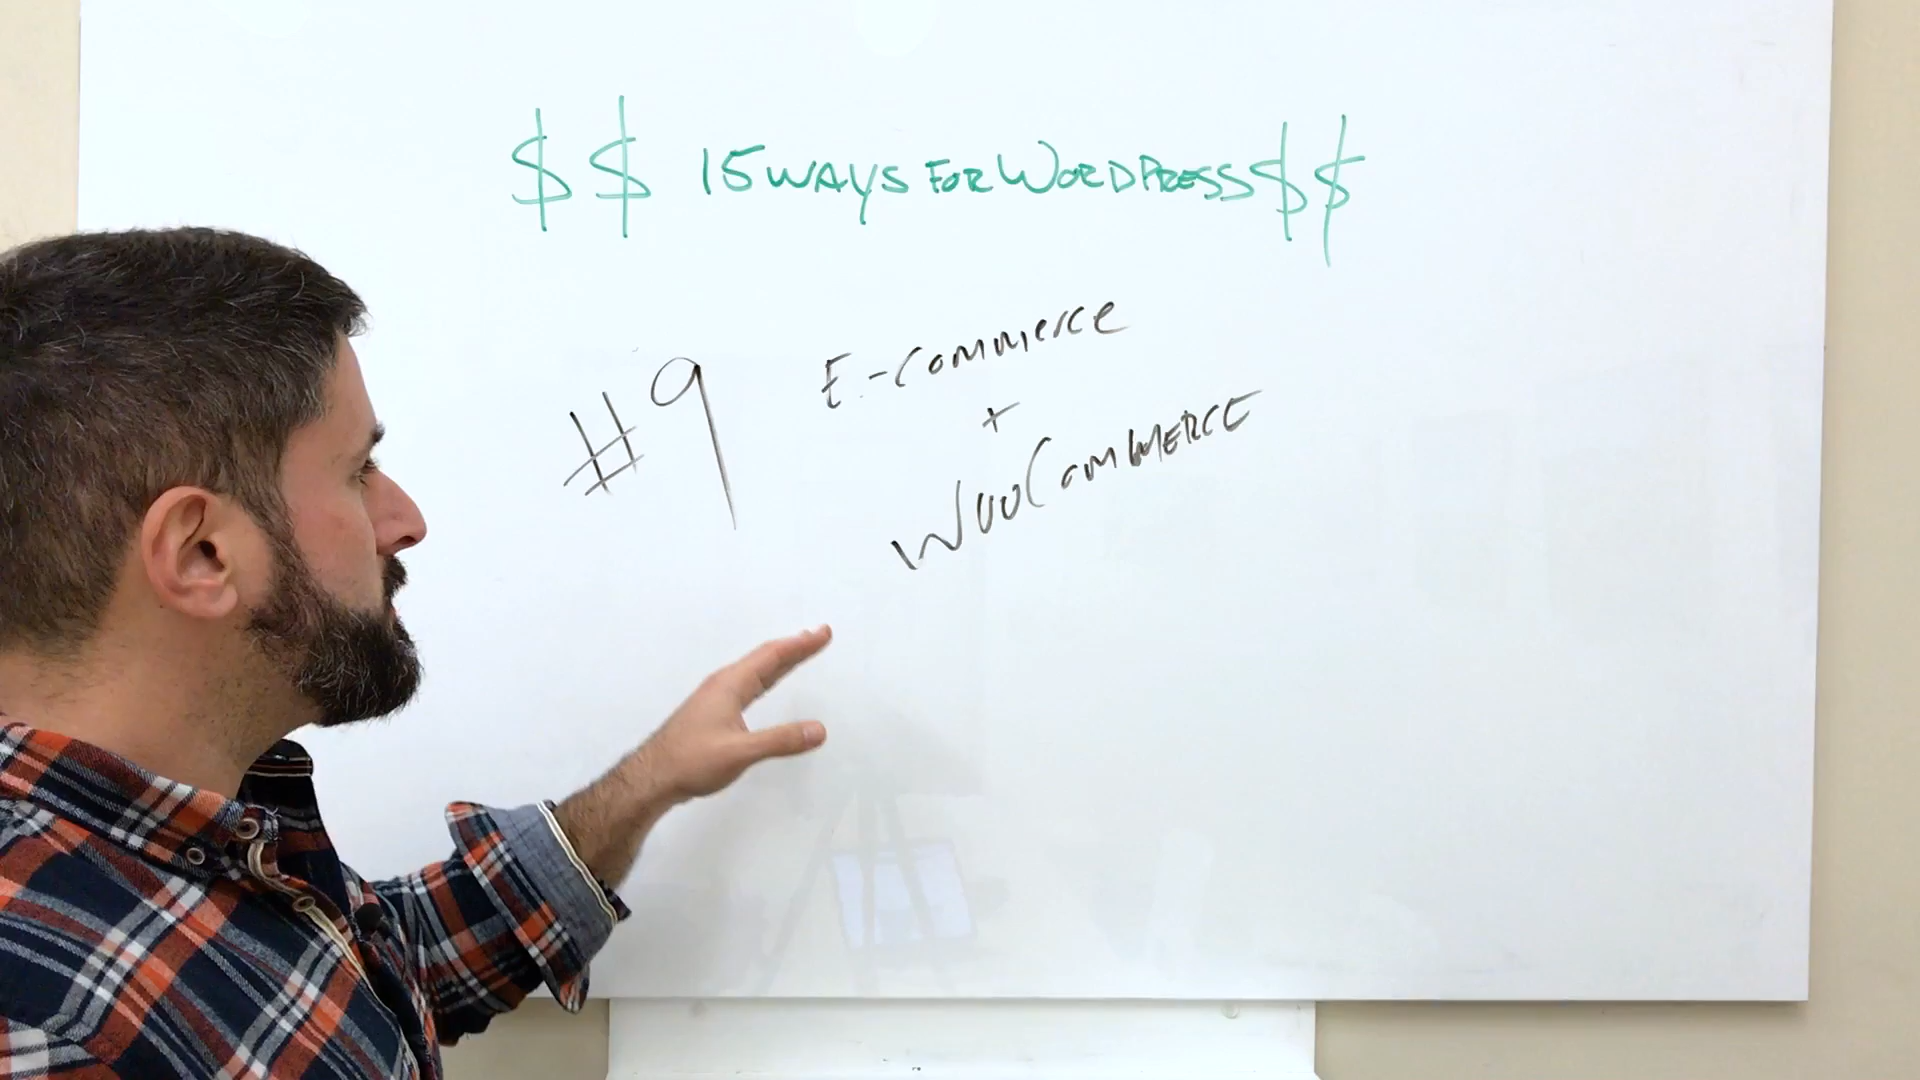 $ $ 15 WAYS FOR WORDPRESS $ $
#9 E-Commerce
+
WooCommerce